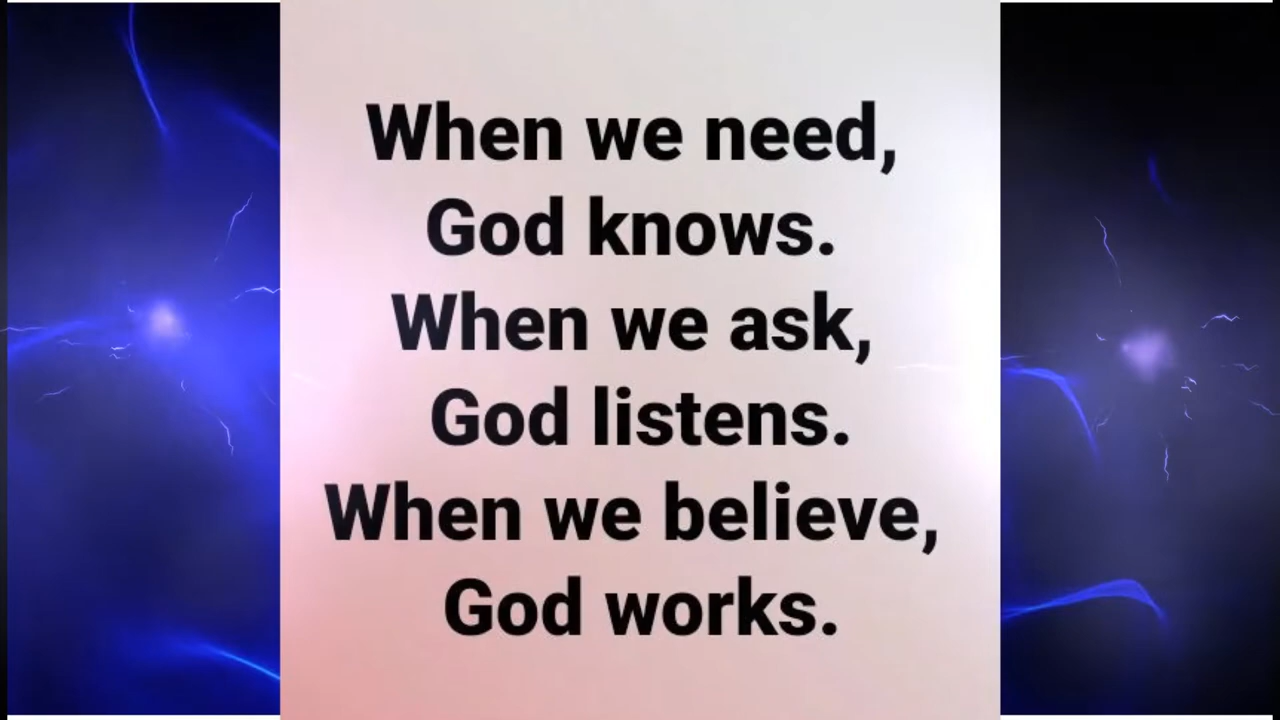 When we need,
God knows.
When we ask,
God listens.
When we believe,
God works.